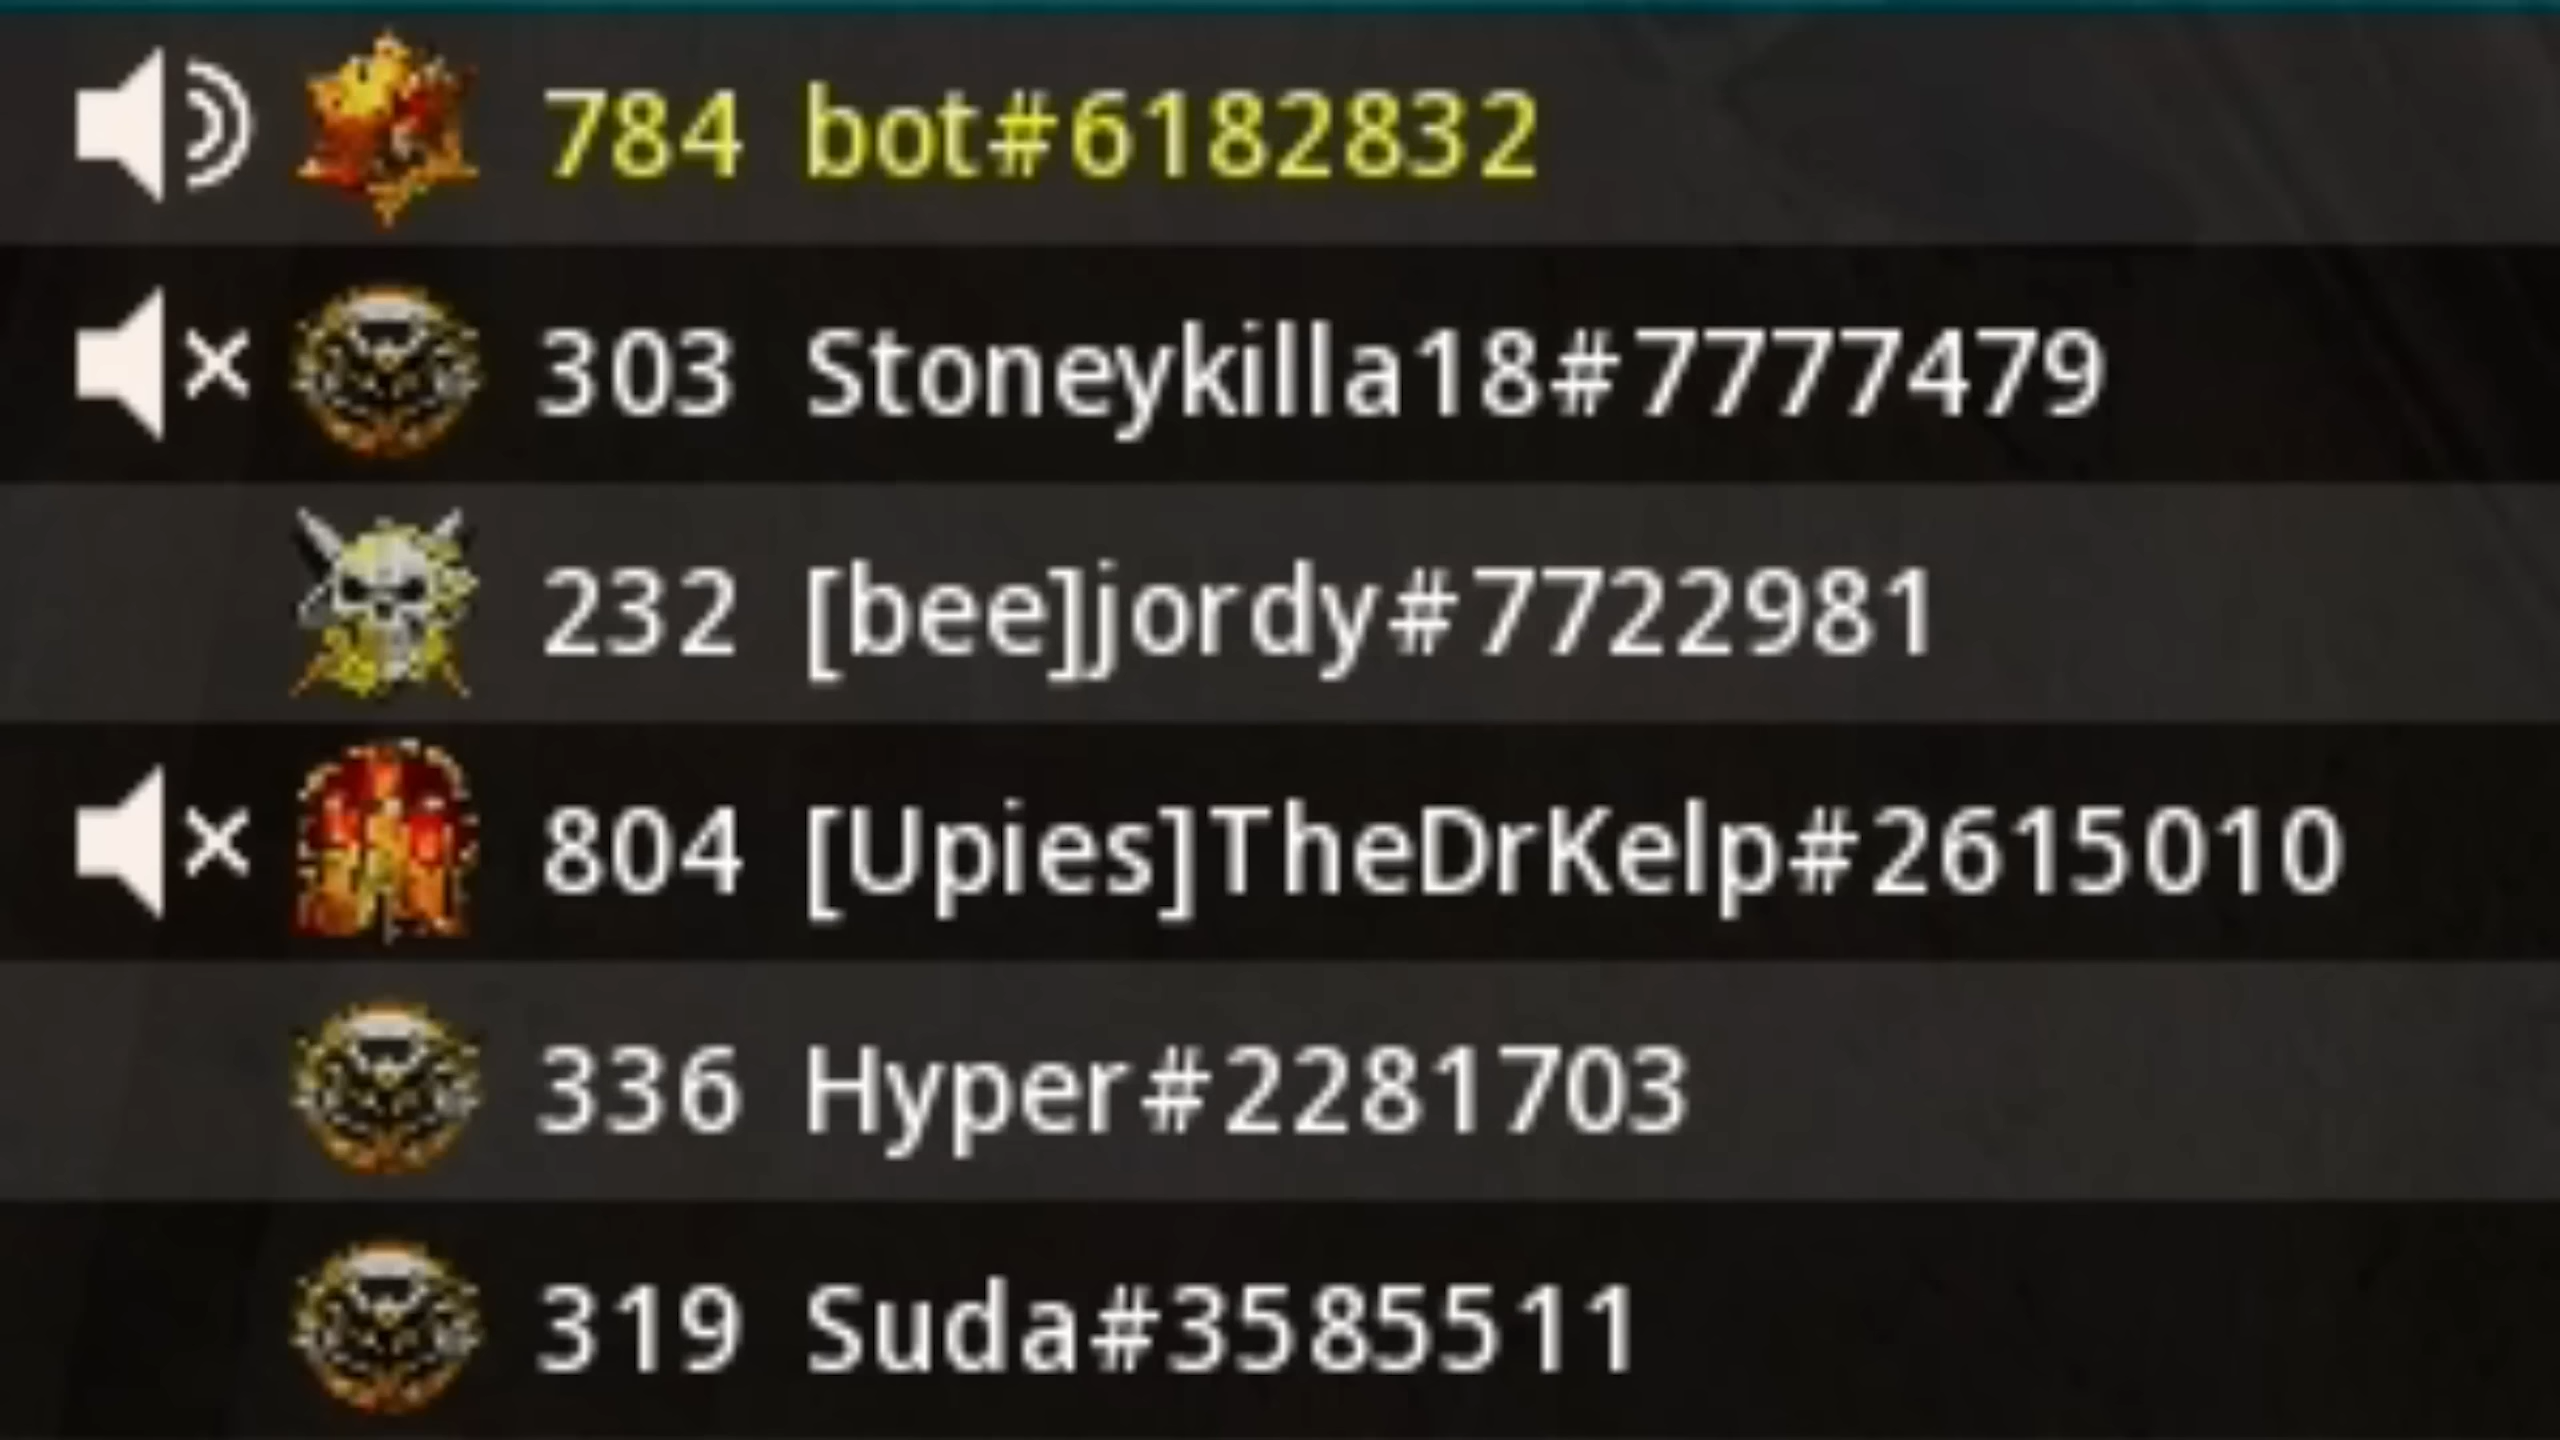 784 bot#6182832
303 Stoneykilla18#7777479
232 [bee]jordy#7722981
804 [Upies]TheDrKelp#2615010
336 Hyper#2281703
319 Suda#3585511